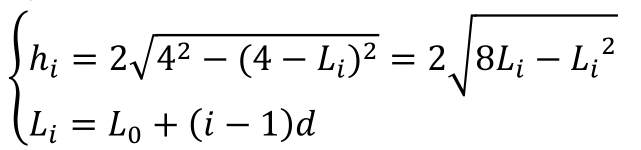 h_i = 2√(4² − (4 − L_i)²) = 2√(8L_i − L_i²)
L_i = L_0 + (i − 1)d